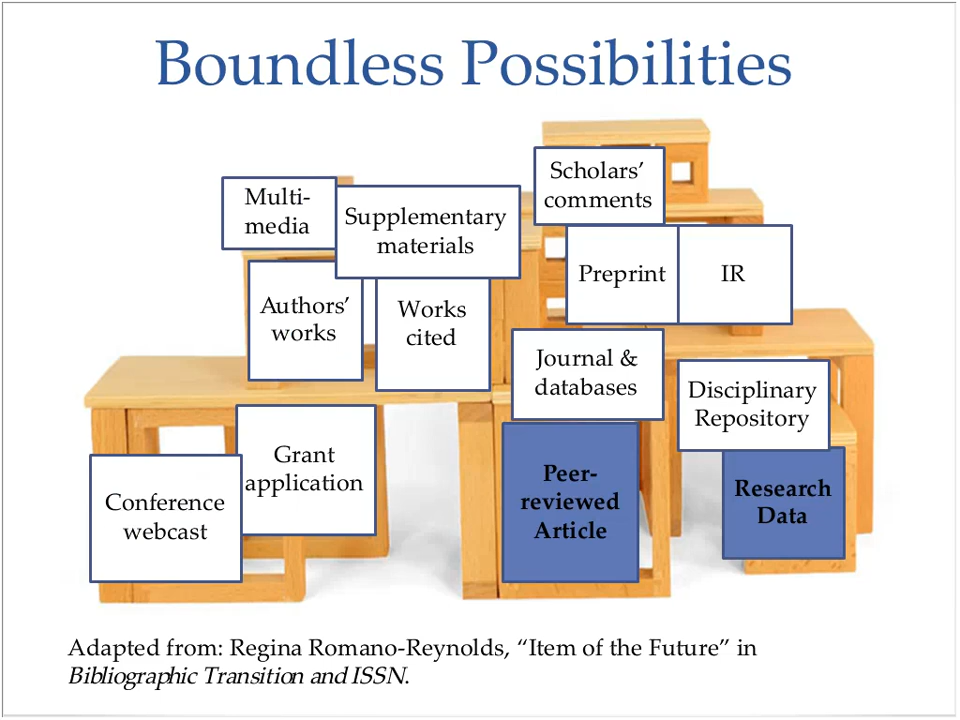 Boundless Possibilities
Multi-
media
Supplementary
materials
Scholars’
comments
Authors’
works
Works
cited
Preprint
IR
Journal &
databases
Disciplinary
Repository
Grant
application
Conference
webcast
Peer-
reviewed
Article
Research
Data
Adapted from: Regina Romano-Reynolds, “Item of the Future” in
Bibliographic Transition and ISSN.